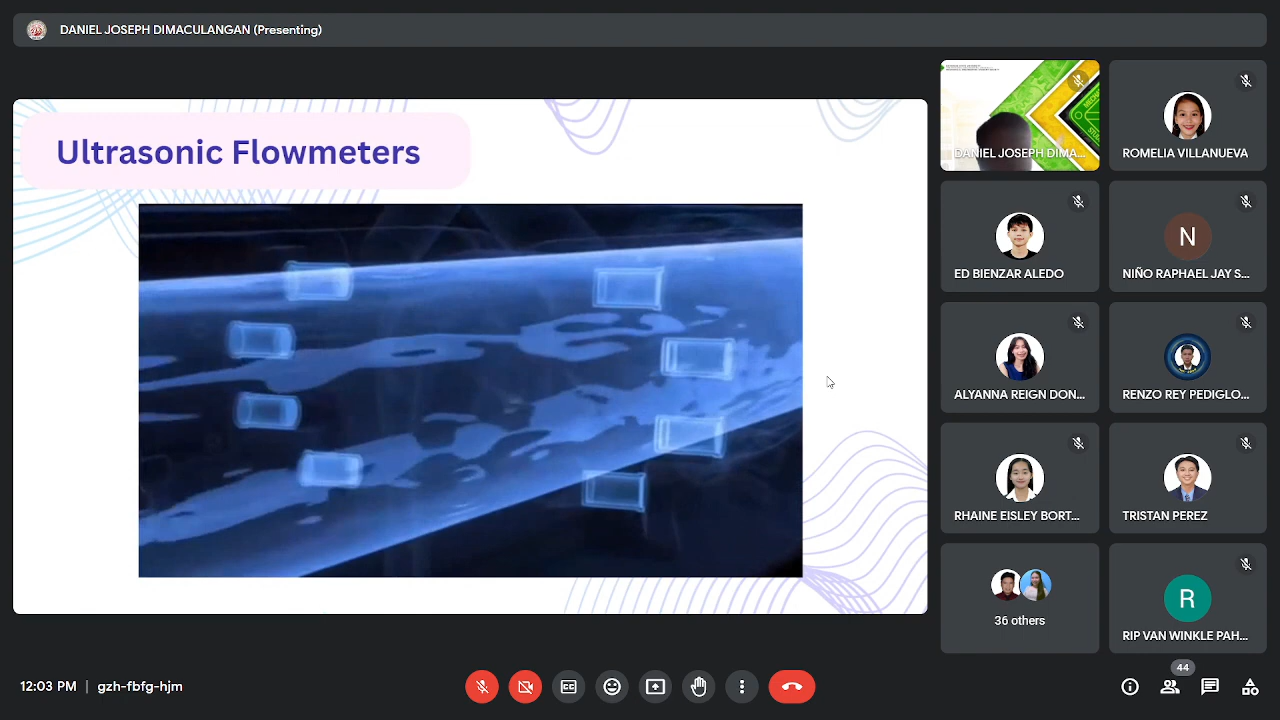 DANIEL JOSEPH DIMACULANGAN (Presenting)
Ultrasonic Flowmeters
DANIEL JOSEPH DIMA...
ROMELIA VILLANUEVA
ED BIENZAR ALEDO
N
NIÑO RAPHAEL JAY S...
ALYANNA REIGN DON...
RENZO REY PEDIGLO...
RHAINE EISLEY BORT...
TRISTAN PEREZ
36 others
R
RIP VAN WINKLE PAH...
12:03 PM | gzh-fbfg-hjm
44